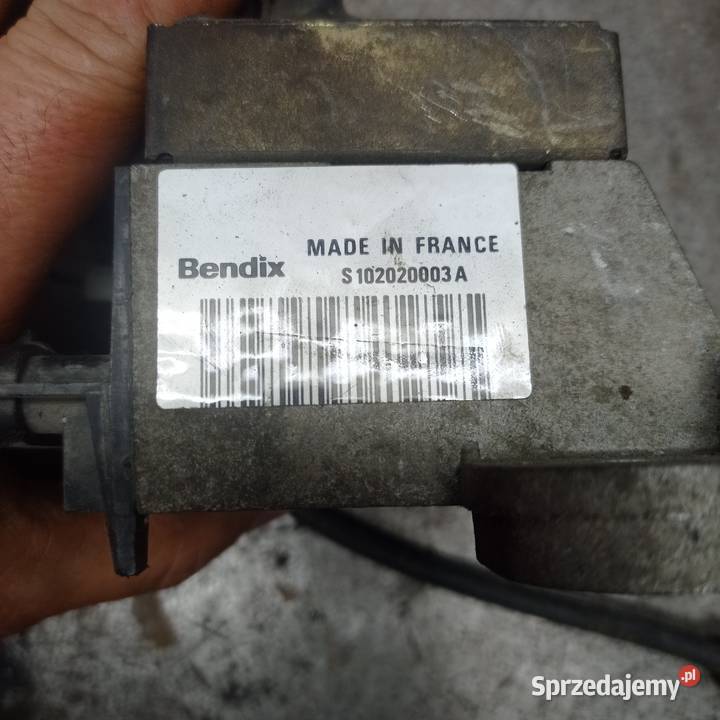 MADE IN FRANCE
Bendix S102020003A
Sprzedajemy.pl